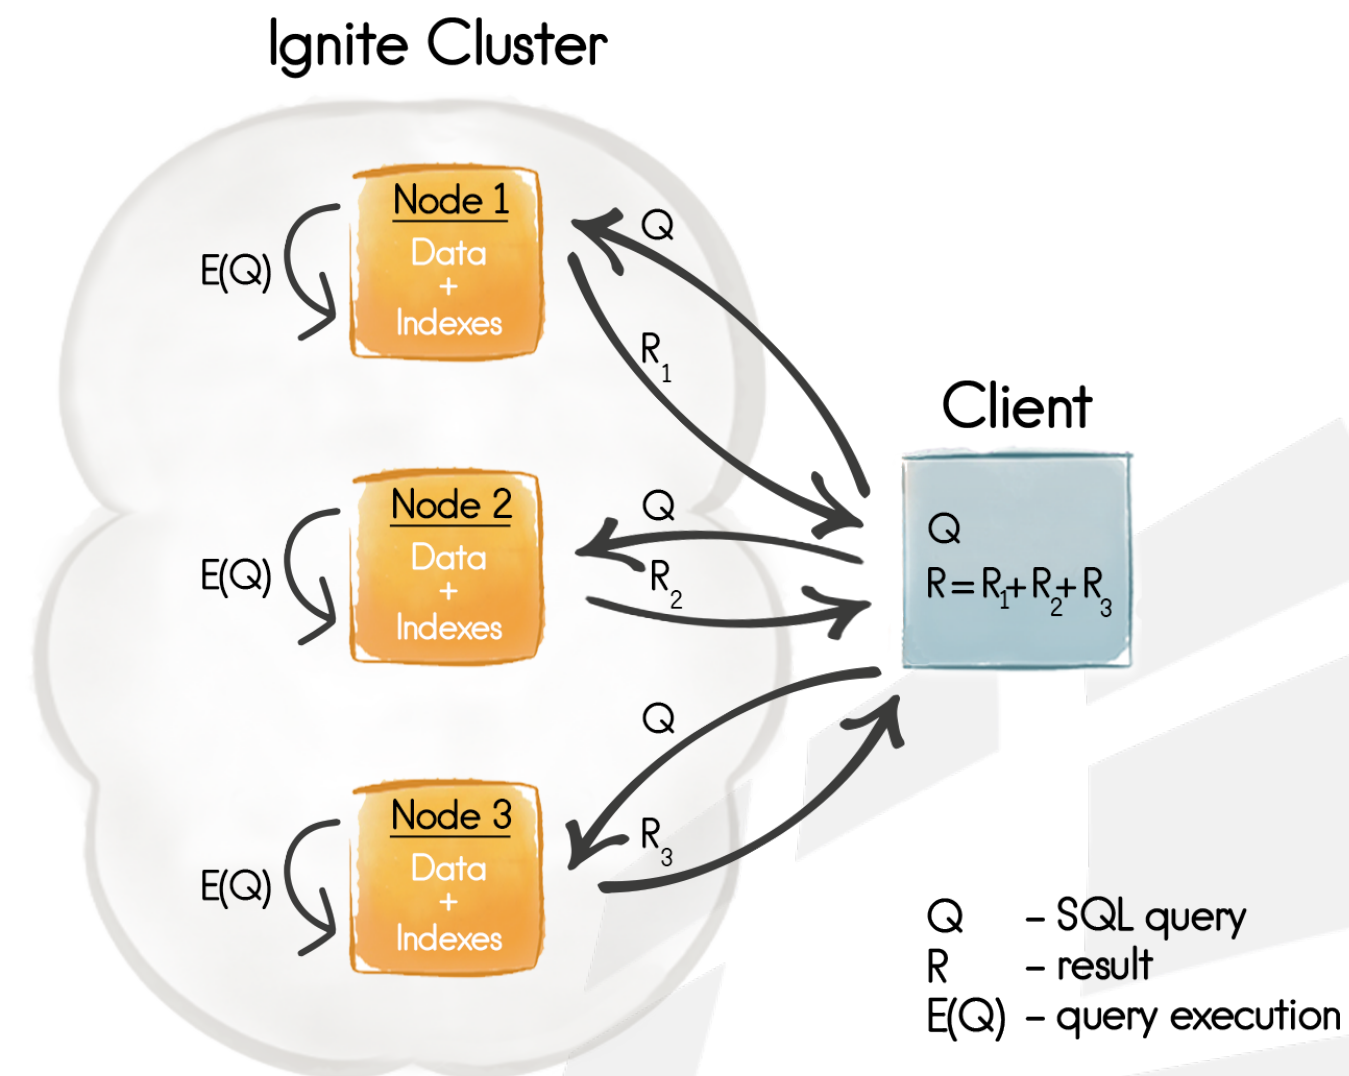 Ignite Cluster
Node 1
Data
+
Indexes
E(Q)
Q
R₁
Node 2
Data
+
Indexes
E(Q)
Q
R₂
Node 3
Data
+
Indexes
E(Q)
Q
R₃
Client
Q
R=R₁+R₂+R₃
Q – SQL query
R – result
E(Q) – query execution